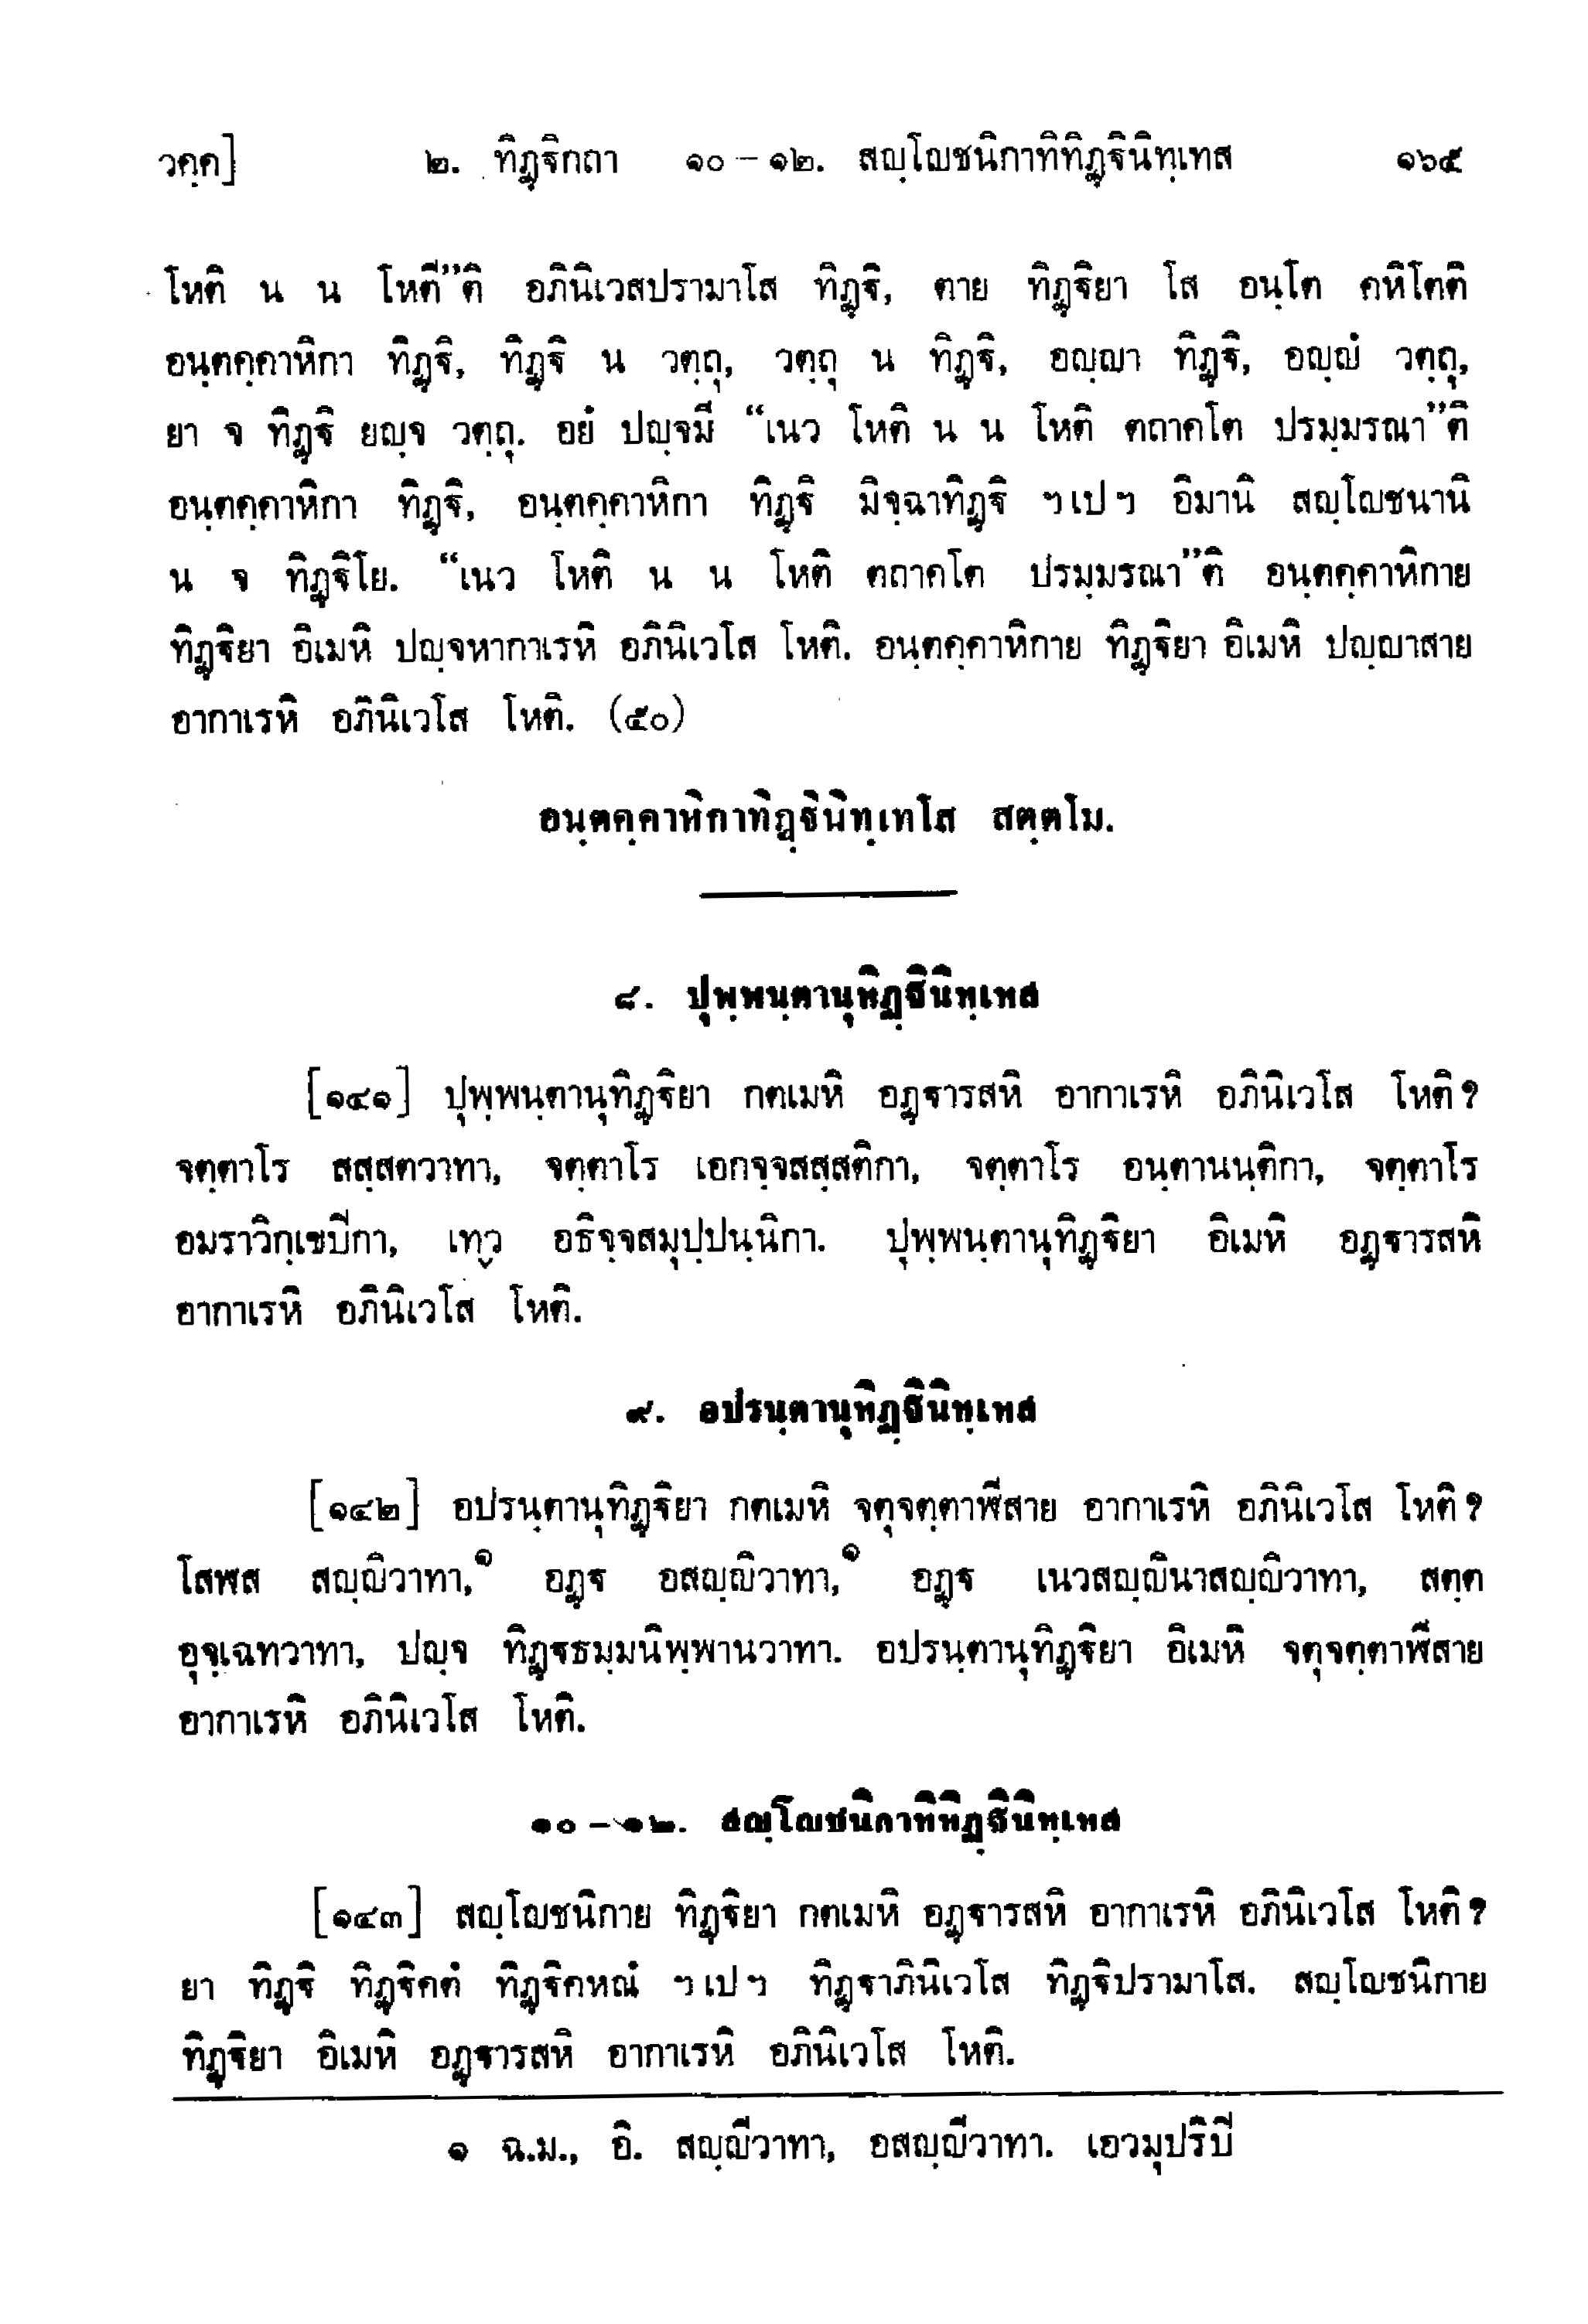 วคฺค]	๒. ทิฏฺฐิกถา ๑๐ – ๑๒. สญฺโญชนิกาทิทิฏฺฐินิทฺเทส	๑๖๕
โหติ น น โหตี”ติ อภินิเวสปรามาโส ทิฏฺฐิ, ตาย ทิฏฺฐิยา โส อนฺโต คหิโตติ
อนฺตคฺคาหิกา ทิฏฺฐิ, ทิฏฺฐิ น วตฺถุ, วตฺถุ น ทิฏฺฐิ, อญฺญา ทิฏฺฐิ, อญฺญํ วตฺถุ,
ยา จ ทิฏฺฐิ ยญฺจ วตฺถุ. อยํ ปญฺจมี “เนว โหติ น น โหติ ตถาคโต ปรมฺมรณา”ติ
อนฺตคฺคาหิกา ทิฏฺฐิ, อนฺตคฺคาหิกา ทิฏฺฐิ มิจฺฉาทิฏฺฐิ ฯเปฯ อิมานิ สญฺโญชนานิ
น จ ทิฏฺฐิโย. “เนว โหติ น น โหติ ตถาคโต ปรมฺมรณา”ติ อนฺตคฺคาหิกาย
ทิฏฺฐิยา อิเมหิ ปญฺจหากาเรหิ อภินิเวโส โหติ. อนฺตคฺคาหิกาย ทิฏฺฐิยา อิเมหิ ปญฺญาสาย
อากาเรหิ อภินิเวโส โหติ. (๕๐)
อนฺตคฺคาหิกาทิฏฺฐินิทฺเทโส สตฺตโม.
๘. ปุพฺพนฺตานุทิฏฺฐินิทฺเทส
[๑๔๑] ปุพฺพนฺตานุทิฏฺฐิยา กตเมหิ อฏฺฐารสหิ อากาเรหิ อภินิเวโส โหติ?
จตฺตาโร สสฺสตวาทา, จตฺตาโร เอกจฺจสสฺสติกา, จตฺตาโร อนฺตานนฺติกา, จตฺตาโร
อมราวิกฺเขปิกา, เทฺว อธิจฺจสมุปฺปนฺนิกา. ปุพฺพนฺตานุทิฏฺฐิยา อิเมหิ อฏฺฐารสหิ
อากาเรหิ อภินิเวโส โหติ.
๙. อปรนฺตานุทิฏฺฐินิทฺเทส
[๑๔๒] อปรนฺตานุทิฏฺฐิยา กตเมหิ จตุจตฺตาฬีสาย อากาเรหิ อภินิเวโส โหติ?
โสฬส สญฺญิวาทา,๑ อฏฺฐ อสญฺญิวาทา,๑ อฏฺฐ เนวสญฺญินาสญฺญิวาทา, สตฺต
อุจฺเฉทวาทา, ปญฺจ ทิฏฺฐธมฺมนิพฺพานวาทา. อปรนฺตานุทิฏฺฐิยา อิเมหิ จตุจตฺตาฬีสาย
อากาเรหิ อภินิเวโส โหติ.
๑๐ – ๑๒. สญฺโญชนิกาทิทิฏฺฐินิทฺเทส
[๑๔๓] สญฺโญชนิกาย ทิฏฺฐิยา กตเมหิ อฏฺฐารสหิ อากาเรหิ อภินิเวโส โหติ?
ยา ทิฏฺฐิ ทิฏฺฐิคตํ ทิฏฺฐิคหณํ ฯเปฯ ทิฏฺฐาภินิเวโส ทิฏฺฐิปรามาโส. สญฺโญชนิกาย
ทิฏฺฐิยา อิเมหิ อฏฺฐารสหิ อากาเรหิ อภินิเวโส โหติ.
๑ ฉ.ม., อิ. สญฺญีวาทา, อสญฺญีวาทา. เอวมุปริปิ